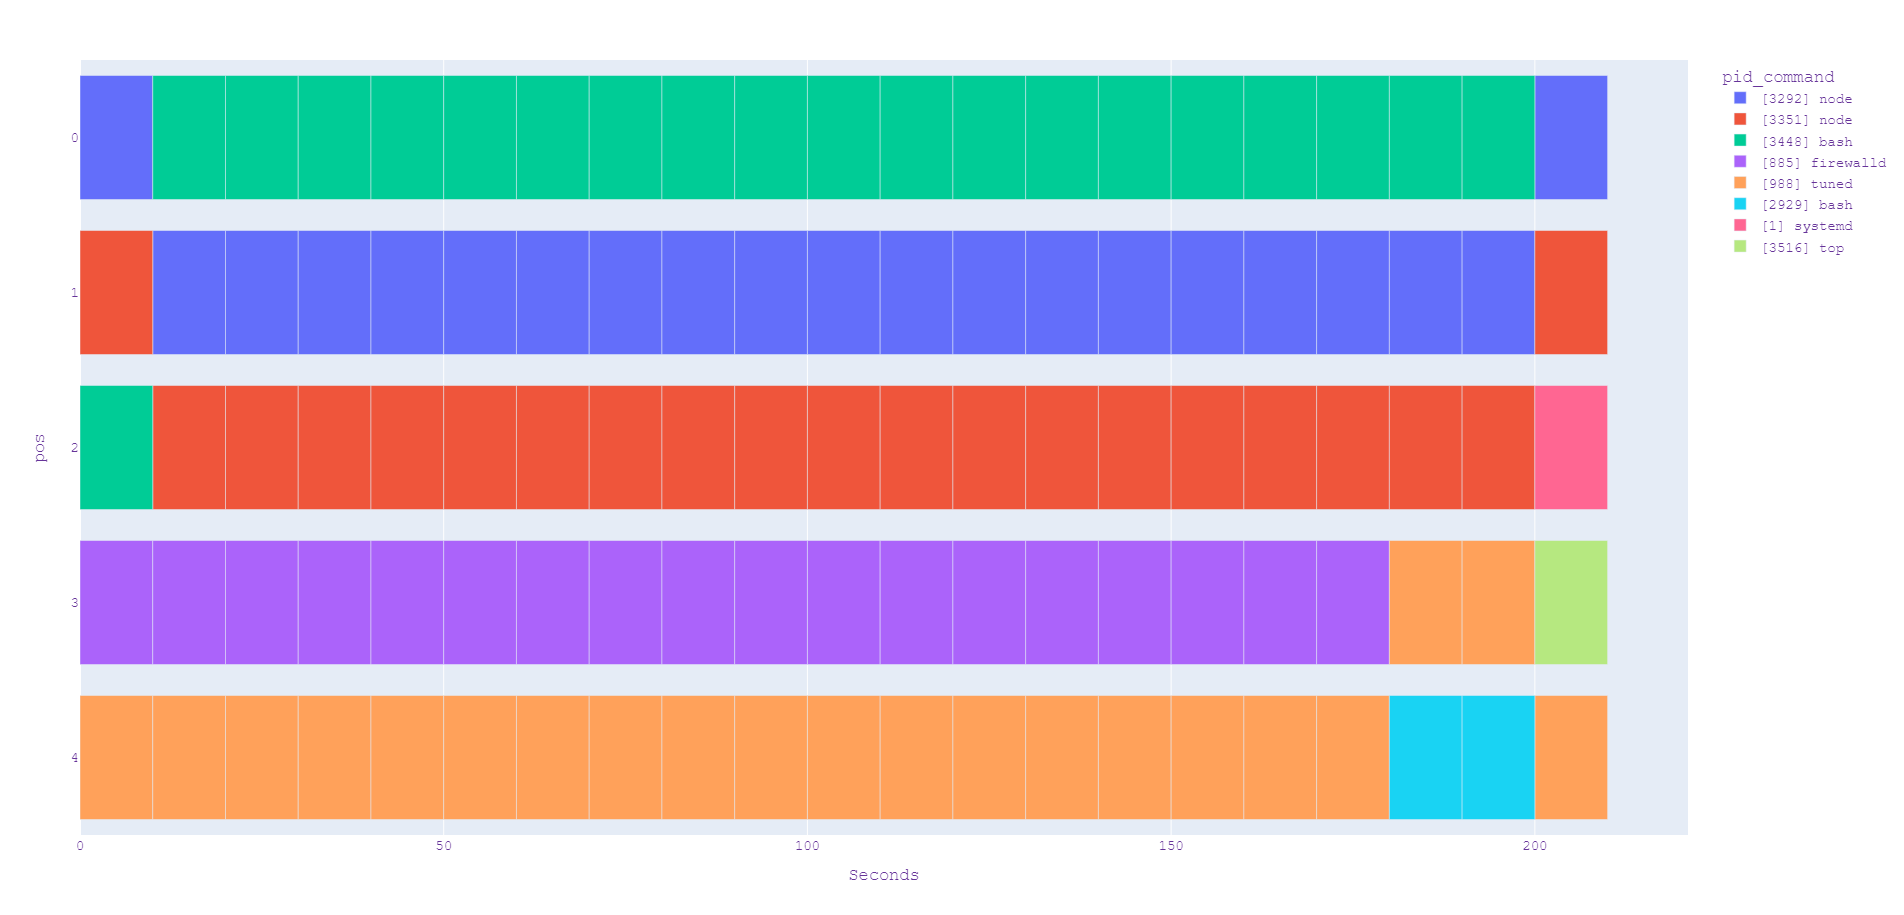 pid_command
[3292] node
[3351] node
[3448] bash
[885] firewalld
[988] tuned
[2929] bash
[1] systemd
[3516] top
pos
0
1
2
3
4
0 50 100 150 200
Seconds